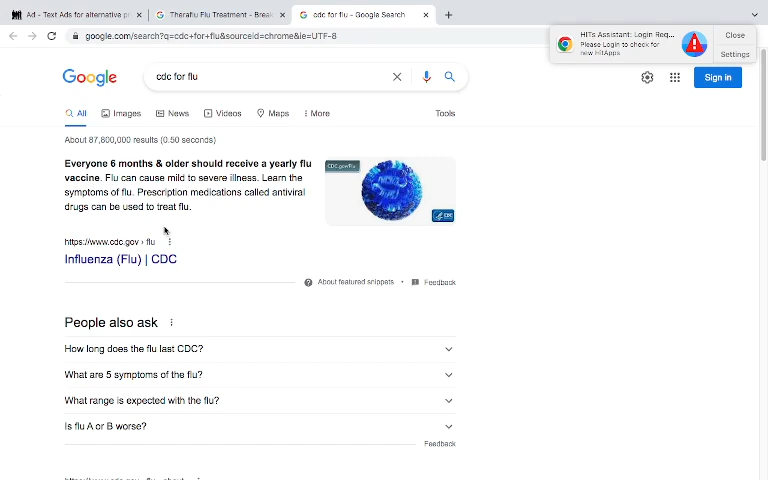 Ad - Text Ads for alternative pr
Theraflu Flu Treatment - Break
cdc for flu - Google Search
google.com/search?q=cdc+for+flu&sourceid=chrome&ie=UTF-8
HITs Assistant: Login Req...
Please Login to check for
new HitApps
Close
Settings
Google
cdc for flu
Sign in
All
Images
News
Videos
Maps
More
Tools
About 87,800,000 results (0.50 seconds)
Everyone 6 months & older should receive a yearly flu
vaccine. Flu can cause mild to severe illness. Learn the
symptoms of flu. Prescription medications called antiviral
drugs can be used to treat flu.
CDC.gov/Flu
CDC
https://www.cdc.gov › flu
Influenza (Flu) | CDC
About featured snippets
•
Feedback
People also ask
How long does the flu last CDC?
What are 5 symptoms of the flu?
What range is expected with the flu?
Is flu A or B worse?
Feedback